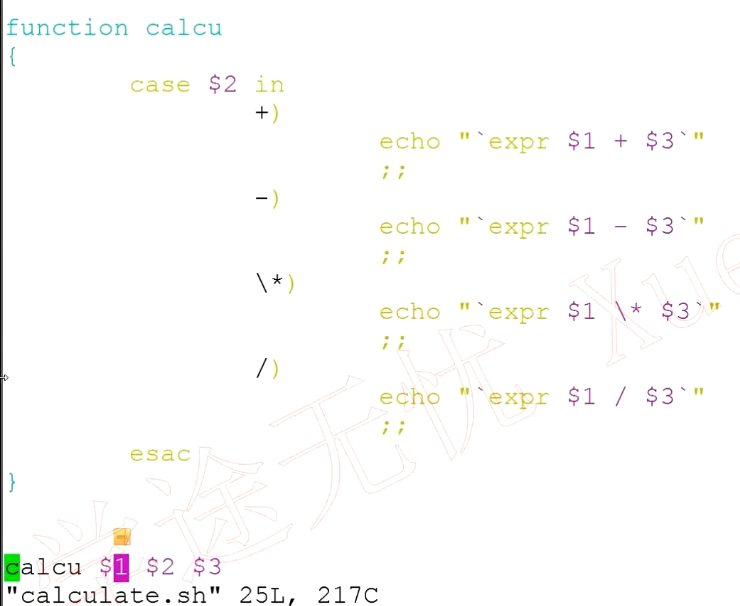 function calcu
{
case $2 in
+)
echo "`expr $1 + $3`"
;;
-)
echo "`expr $1 - $3`"
;;
\*)
echo "`expr $1 \* $3`"
;;
/)
echo "`expr $1 / $3`"
;;
esac
}
calcu $1 $2 $3
"calculate.sh" 25L, 217C
学途无忧 Xue